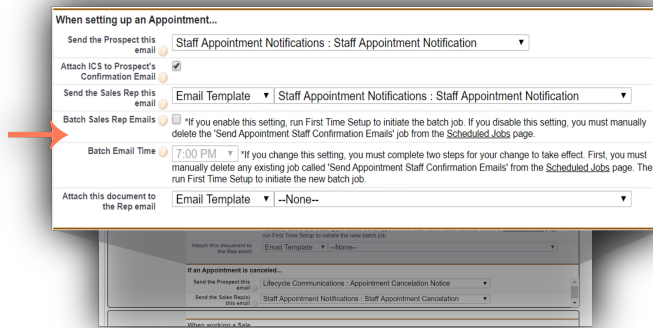 When setting up an Appointment...
Send the Prospect this email
Staff Appointment Notifications : Staff Appointment Notification
Attach ICS to Prospect's Confirmation Email
Send the Sales Rep this email
Email Template Staff Appointment Notifications : Staff Appointment Notification
Batch Sales Rep Emails *If you enable this setting, run First Time Setup to initiate the batch job. If you disable this setting, you must manually
delete the 'Send Appointment Staff Confirmation Emails' job from the Scheduled Jobs page.
Batch Email Time 7:00 PM *If you change this setting, you must complete two steps for your change to take effect. First, you must
manually delete any existing job called 'Send Appointment Staff Confirmation Emails' from the Scheduled Jobs page. The
run First Time Setup to initiate the new batch job.
Attach this document to the Rep email
Email Template --None--
run First Time Setup to initiate the new batch job.
Attach this document to the Rep email
Email Template --None--
If an Appointment is canceled...
Send the Prospect this email
Lifecycle Communications : Appointment Cancelation Notice
Send the Sales Rep(s) this email
Staff Appointment Notifications : Staff Appointment Cancelation
When working a Sale